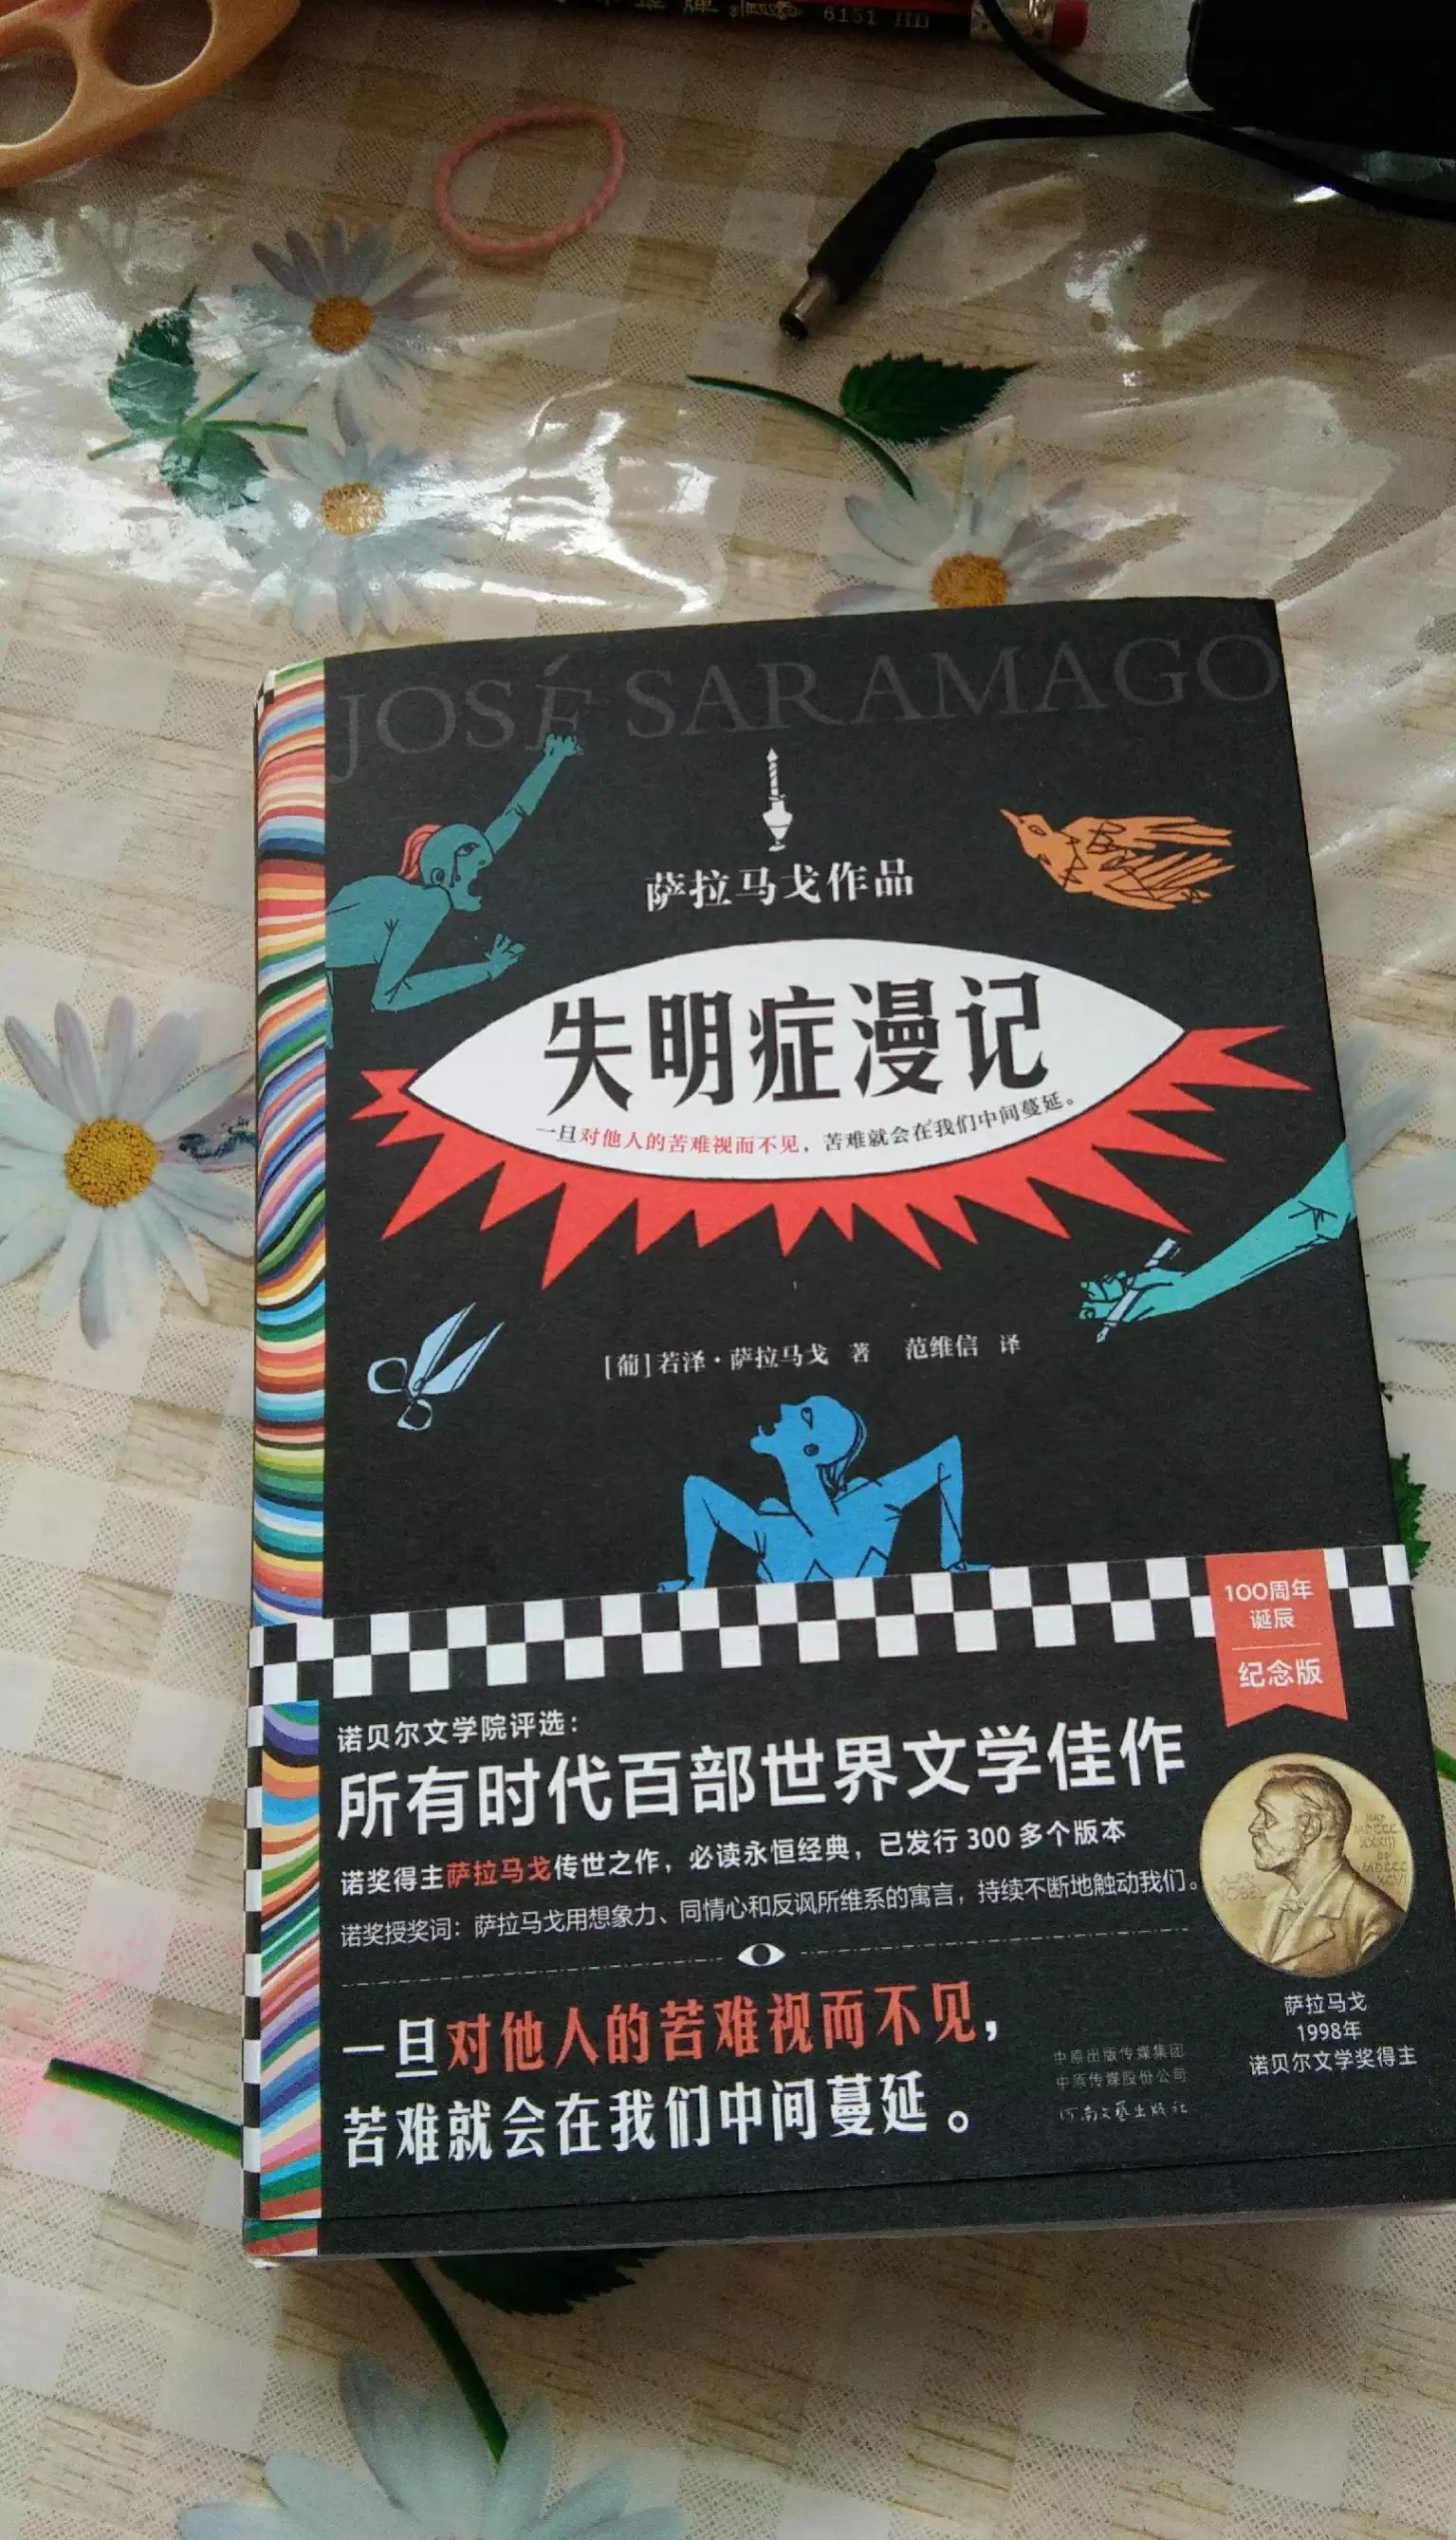 6151
JOSÉ SARAMAGO
萨拉马戈作品
失明症漫记
一旦对他人的苦难视而不见，苦难就会在我们中间蔓延。
[葡]若泽·萨拉马戈 著 范维信 译
100周年
诞辰
纪念版
诺贝尔文学院评选：
所有时代百部世界文学佳作
诺奖得主萨拉马戈传世之作，必读永恒经典，已发行300多个版本
诺奖授奖词：萨拉马戈用想象力、同情心和反讽所维系的寓言，持续不断地触动我们。
一旦对他人的苦难视而不见，
苦难就会在我们中间蔓延。
中原出版传媒集团
中原传媒股份公司
河南文艺出版社
萨拉马戈
1998年
诺贝尔文学奖得主